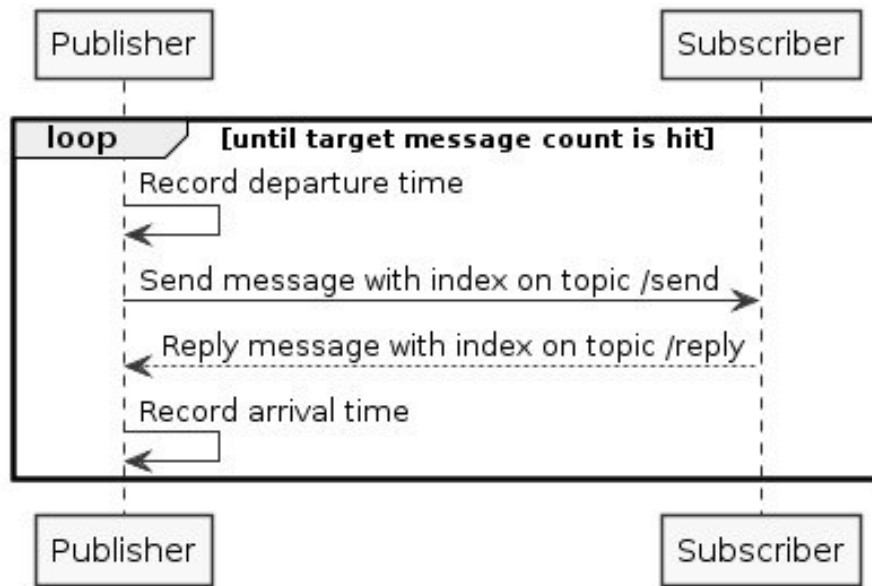 Publisher
Subscriber
loop
[until target message count is hit]
Record departure time
Send message with index on topic /send
Reply message with index on topic /reply
Record arrival time
Publisher
Subscriber